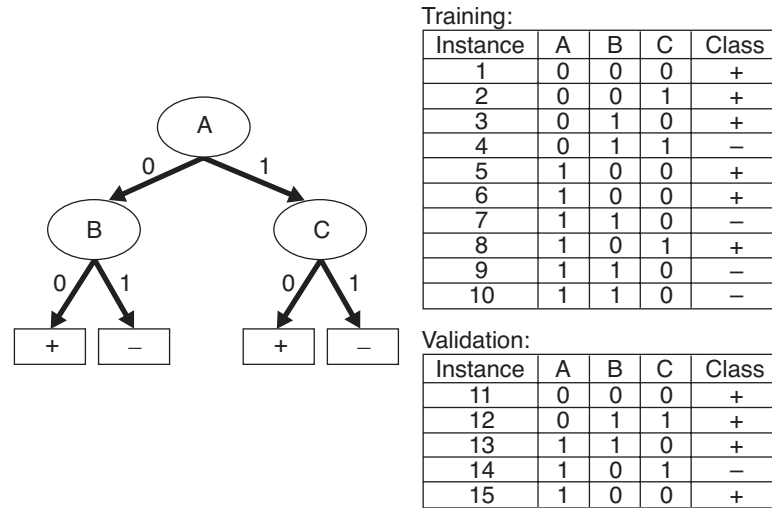 A
0 1
B C
0 1 0 1
+ – + –
Training:
Instance A B C Class
1 0 0 0 +
2 0 0 1 +
3 0 1 0 +
4 0 1 1 –
5 1 0 0 +
6 1 0 0 +
7 1 1 0 –
8 1 0 1 +
9 1 1 0 –
10 1 1 0 –
Validation:
Instance A B C Class
11 0 0 0 +
12 0 1 1 +
13 1 1 0 +
14 1 0 1 –
15 1 0 0 +